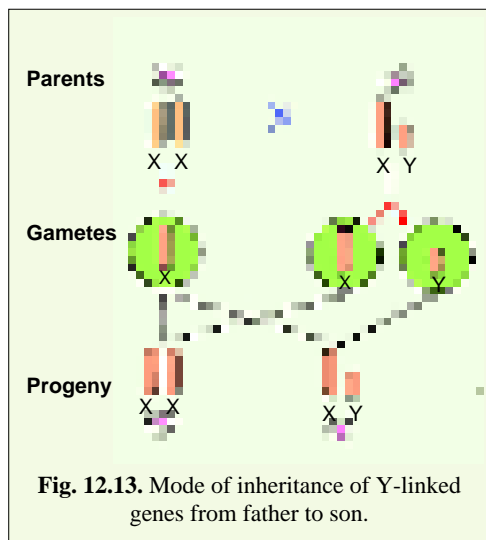 Parents
X X X Y
Gametes
X X Y
Progeny
X X X Y
Fig. 12.13. Mode of inheritance of Y-linked
genes from father to son.